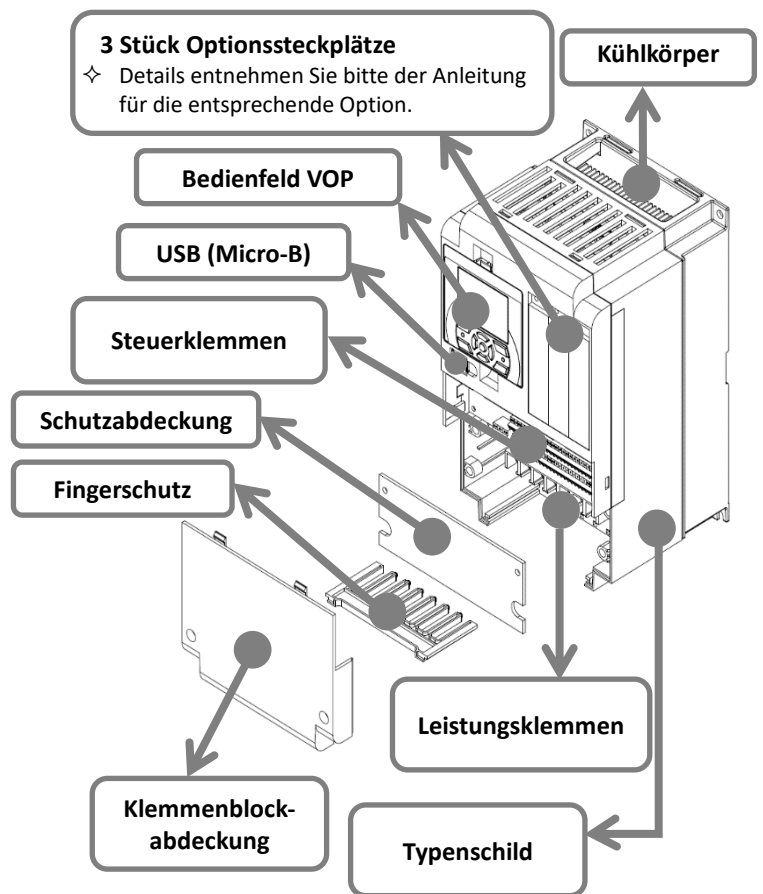 3 Stück Optionssteckplätze
✧ Details entnehmen Sie bitte der Anleitung
für die entsprechende Option.
Kühlkörper
Bedienfeld VOP
USB (Micro-B)
Steuerklemmen
Schutzabdeckung
Fingerschutz
Leistungsklemmen
Klemmenblock-
abdeckung
Typenschild